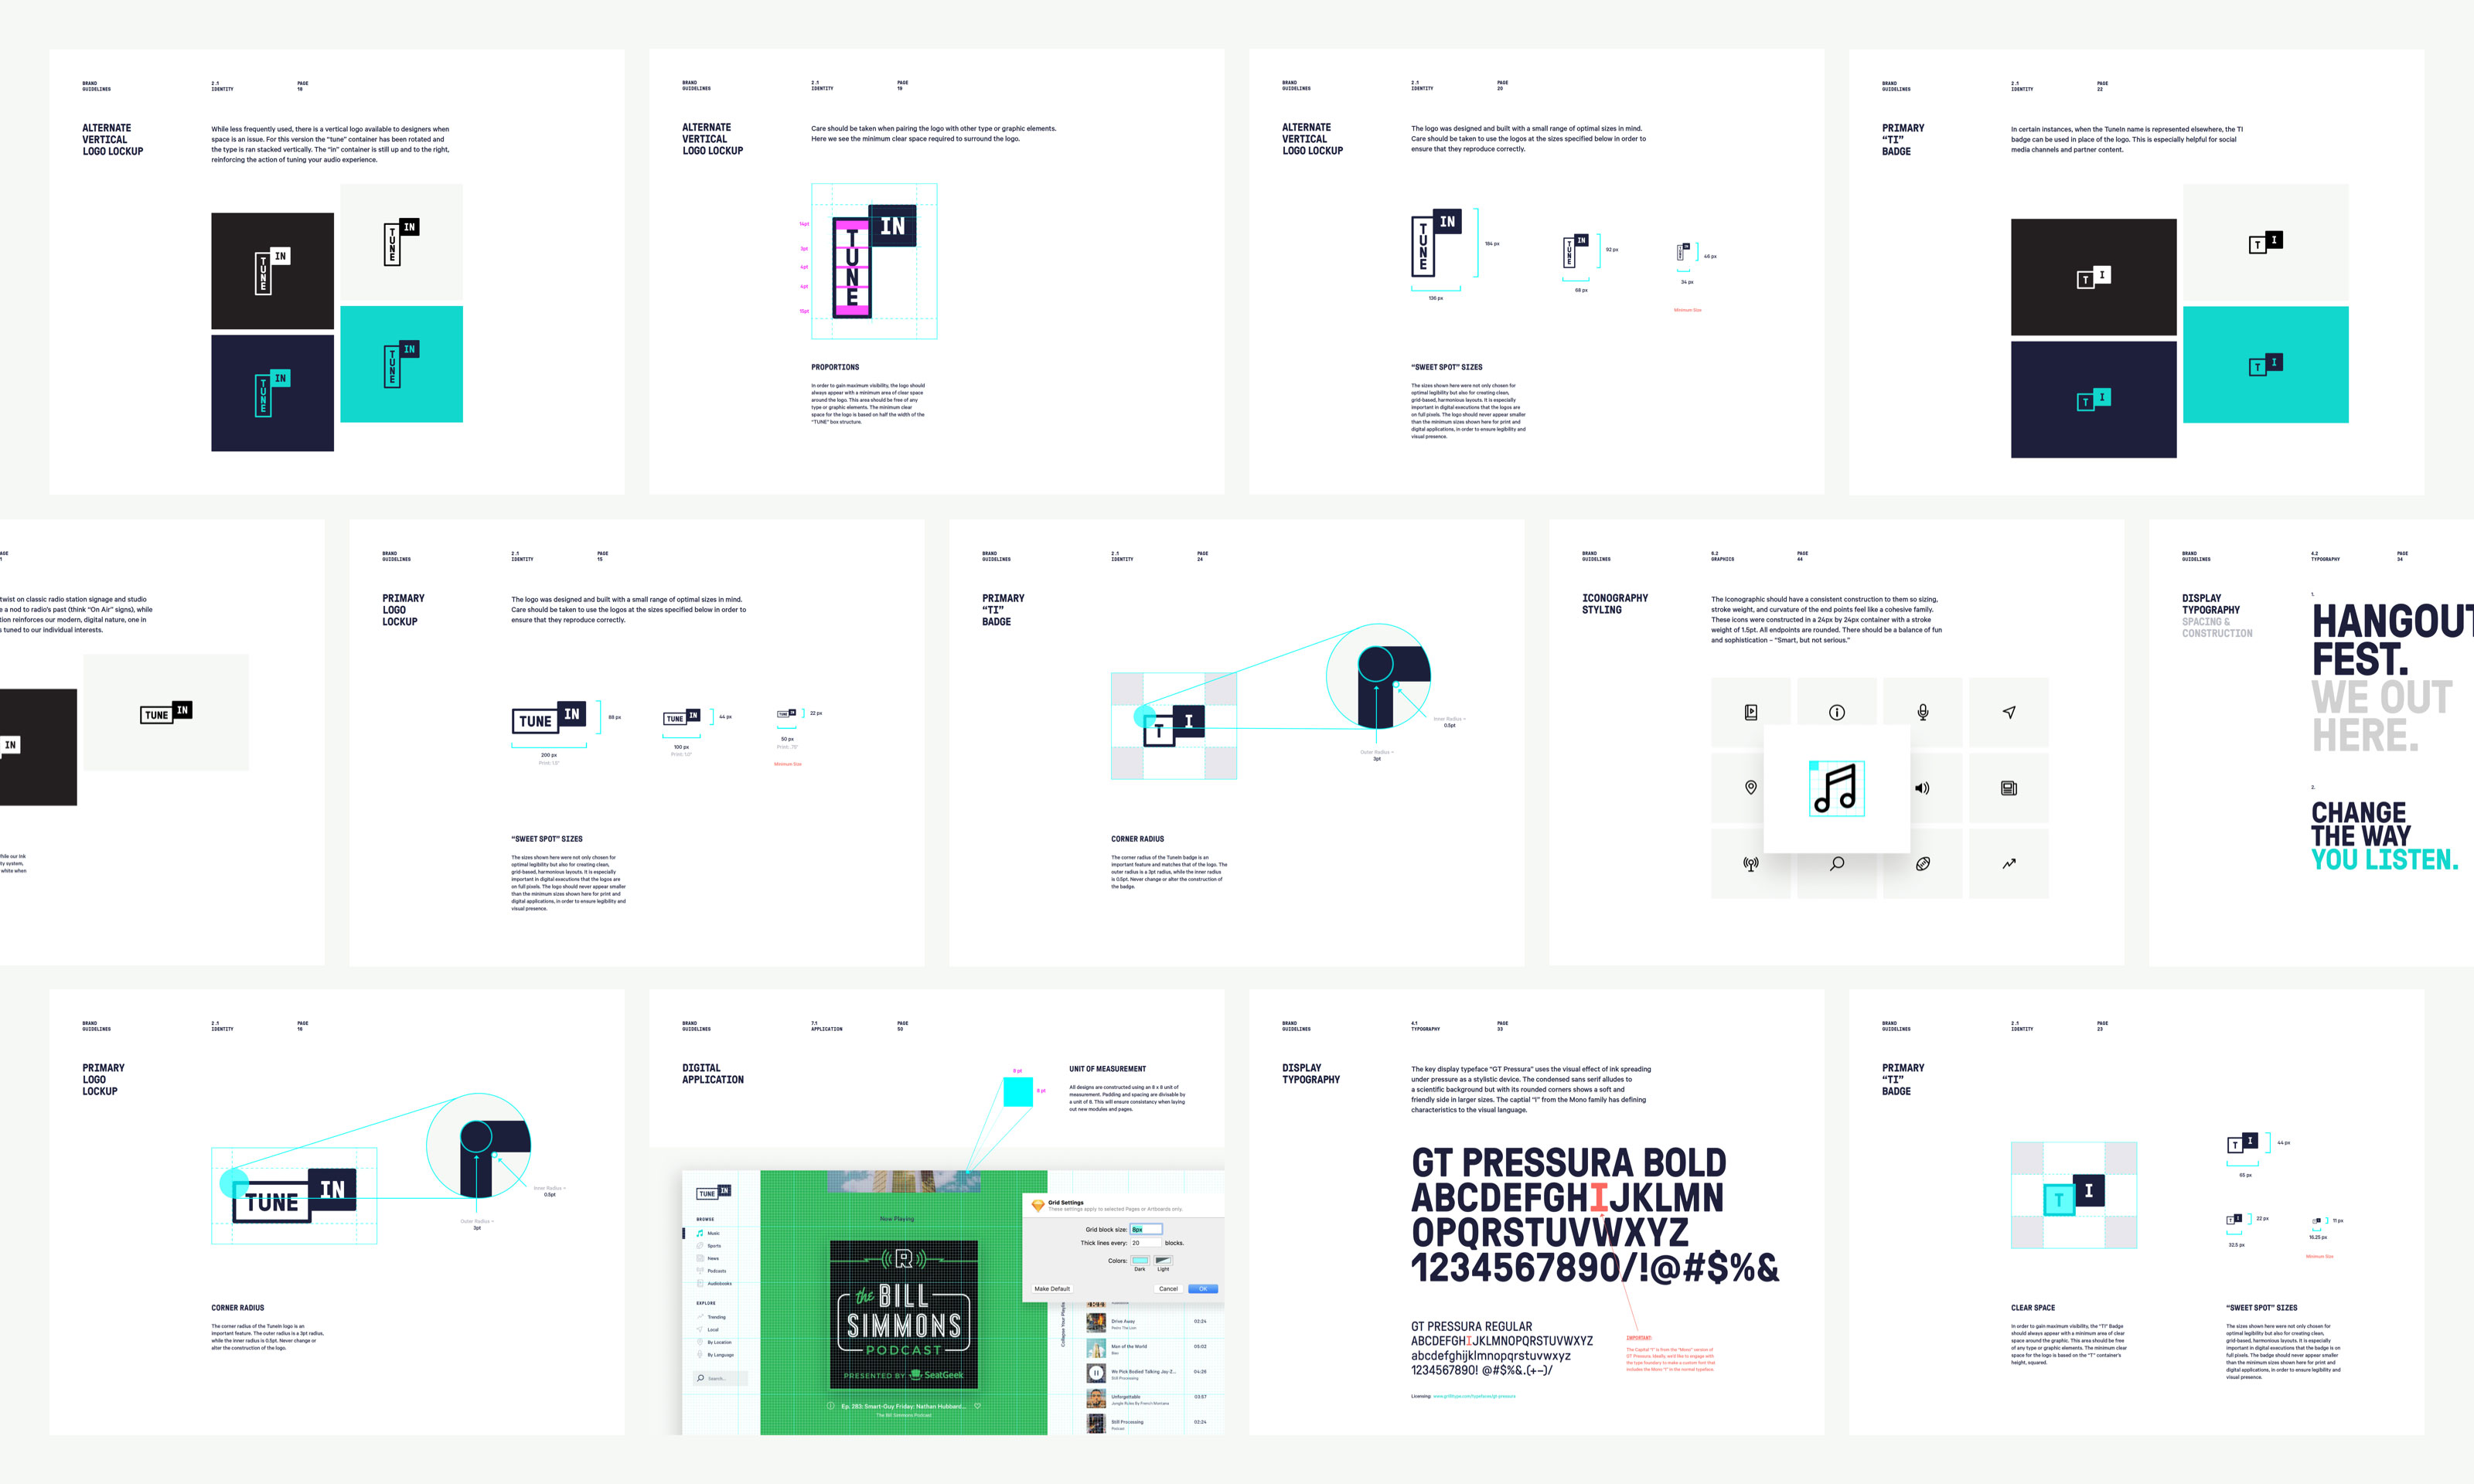 BRAND
GUIDELINES
2.1
IDENTITY
PAGE
18
ALTERNATE
VERTICAL
LOGO LOCKUP
While less frequently used, there is a vertical logo available to designers when
space is an issue. For this version the “tune” container has been rotated and
the type is ran stacked vertically. The “in” container is still up and to the right,
reinforcing the action of tuning your audio experience.
TUNE IN
TUNE IN
TUNE IN
TUNE IN
BRAND
GUIDELINES
2.1
IDENTITY
PAGE
19
ALTERNATE
VERTICAL
LOGO LOCKUP
Care should be taken when pairing the logo with other type or graphic elements.
Here we see the minimum clear space required to surround the logo.
14pt
3pt
4pt
4pt
15pt
TUNE IN
PROPORTIONS
In order to gain maximum visibility, the logo should
always appear with a minimum area of clear space
around the logo. This area should be free of any
type or graphic elements. The minimum clear
space for the logo is based on half the width of the
“TUNE” box structure.
BRAND
GUIDELINES
2.1
IDENTITY
PAGE
20
ALTERNATE
VERTICAL
LOGO LOCKUP
The logo was designed and built with a small range of optimal sizes in mind.
Care should be taken to use the logos at the sizes specified below in order to
ensure that they reproduce correctly.
TUNE IN
184 px
136 px
TUNE IN
92 px
68 px
TUNE IN
46 px
34 px
Minimum Size
“SWEET SPOT” SIZES
The sizes shown here were not only chosen for
optimal legibility but also for creating clean,
grid-based, harmonious layouts. It is especially
important in digital executions that the logos are
on full pixels. The logo should never appear smaller
than the minimum sizes shown here for print and
digital applications, in order to ensure legibility and
visual presence.
BRAND
GUIDELINES
2.1
IDENTITY
PAGE
22
PRIMARY
“TI”
BADGE
In certain instances, when the TuneIn name is represented elsewhere, the TI
badge can be used in place of the logo. This is especially helpful for social
media channels and partner content.
T I
T I
T I
T I
AGE
1
twist on classic radio station signage and studio
e a nod to radio’s past (think “On Air” signs), while
tion reinforces our modern, digital nature, one in
s tuned to our individual interests.
IN
TUNE IN
While our Ink
ty system,
white when
BRAND
GUIDELINES
2.1
IDENTITY
PAGE
15
PRIMARY
LOGO
LOCKUP
The logo was designed and built with a small range of optimal sizes in mind.
Care should be taken to use the logos at the sizes specified below in order to
ensure that they reproduce correctly.
TUNE IN
88 px
200 px
TUNE IN
44 px
100 px
TUNE IN
22 px
50 px
Minimum Size
“SWEET SPOT” SIZES
The sizes shown here were not only chosen for
optimal legibility but also for creating clean,
grid-based, harmonious layouts. It is especially
important in digital executions that the logos are
on full pixels. The logo should never appear smaller
than the minimum sizes shown here for print and
digital applications, in order to ensure legibility and
visual presence.
BRAND
GUIDELINES
2.1
IDENTITY
PAGE
24
PRIMARY
“TI”
BADGE
T I
Inner Radius =
0.5pt
Outer Radius =
3pt
CORNER RADIUS
The corner radius of the TuneIn badge is an
important feature and matches that of the logo. The
outer radius is a 3pt radius, while the inner radius
is 0.5pt. Never change or alter the construction of
the badge.
BRAND
GUIDELINES
6.2
GRAPHICS
PAGE
44
ICONOGRAPHY
STYLING
The Iconographic should have a consistent construction to them so sizing,
stroke weight, and curvature of the end points feel like a cohesive family.
These icons were constructed in a 24px by 24px container with a stroke
weight of 1.5pt. All endpoints are rounded. There should be a balance of fun
and sophistication – “Smart, but not serious.”
BRAND
GUIDELINES
4.2
TYPOGRAPHY
PAGE
34
DISPLAY
TYPOGRAPHY
SPACING &
CONSTRUCTION
1.
HANGOUT
FEST.
WE OUT
HERE.
2.
CHANGE
THE WAY
YOU LISTEN.
BRAND
GUIDELINES
2.1
IDENTITY
PAGE
16
PRIMARY
LOGO
LOCKUP
TUNE IN
Inner Radius =
0.5pt
Outer Radius =
3pt
CORNER RADIUS
The corner radius of the TuneIn logo is an
important feature. The outer radius is a 3pt radius,
while the inner radius is 0.5pt. Never change or
alter the construction of the logo.
BRAND
GUIDELINES
7.1
APPLICATION
PAGE
50
DIGITAL
APPLICATION
8 pt
8 pt
UNIT OF MEASUREMENT
All designs are constructed using an 8 x 8 unit of
measurement. Padding and spacing are divisable by
a unit of 8. This will ensure consistency when laying
out new modules and pages.
TUNE IN
BROWSE
Music
Sports
News
Podcasts
Audiobooks
EXPLORE
Trending
Local
By Location
By Language
Search...
Now Playing
R
the BILL
SIMMONS
PODCAST
PRESENTED BY SeatGeek
Ep. 283: Smart-Guy Friday: Nathan Hubbard...
The Bill Simmons Podcast
Grid Settings
These settings apply to selected Pages or Artboards only.
Grid block size: 8px
Thick lines every: 20 blocks.
Colors:
Dark
Light
Make Default
Cancel
OK
4:44
Collapse Your Playlist
Drive Away
Pedro The Lion
02:24
Man of the World
03:02
We Pick Basted Talking Jay-Z...
Still Processing
04:29
Unforgettable
Jungle Rules By French Montana
03:57
Still Processing
Podcast
02:24
BRAND
GUIDELINES
4.1
TYPOGRAPHY
PAGE
33
DISPLAY
TYPOGRAPHY
The key display typeface “GT Pressura” uses the visual effect of ink spreading
under pressure as a stylistic device. The condensed sans serif alludes to
a scientific background but with its rounded corners shows a soft and
friendly side in larger sizes. The captial “I” from the Mono family has defining
characteristics to the visual language.
GT PRESSURA BOLD
ABCDEFGHIJKLMN
OPQRSTUVWXYZ
1234567890/!@#$%&
GT PRESSURA REGULAR
ABCDEFGHIJKLMNOPQRSTUVWXYZ
abcdefghijklmnopqrstuvwxyz
1234567890! @#$%&.(+-)/
IMPORTANT:
The Capital “I” is from the “Mono” version of
GT Pressura. Ideally, we’d like to engage with
the type foundry to make a custom font that
includes the Mono “I” in the normal typeface.
Licensing: www.grillitype.com/typefaces/gt-pressura
BRAND
GUIDELINES
2.1
IDENTITY
PAGE
23
PRIMARY
“TI”
BADGE
T I
T I
44 px
65 px
T I
22 px
32.5 px
11 px
16.25 px
Minimum Size
CLEAR SPACE
In order to gain maximum visibility, the “TI” Badge
should always appear with a minimum area of clear
space around the graphic. This area should be free
of any type or graphic elements. The minimum clear
space for the logo is based on the “T” container’s
height, squared.
“SWEET SPOT” SIZES
The sizes shown here were not only chosen for
optimal legibility but also for creating clean,
grid-based, harmonious layouts. It is especially
important in digital executions that the badge is on
full pixels. The badge should never appear smaller
than the minimum sizes shown here for print and
digital applications, in order to ensure legibility and
visual presence.